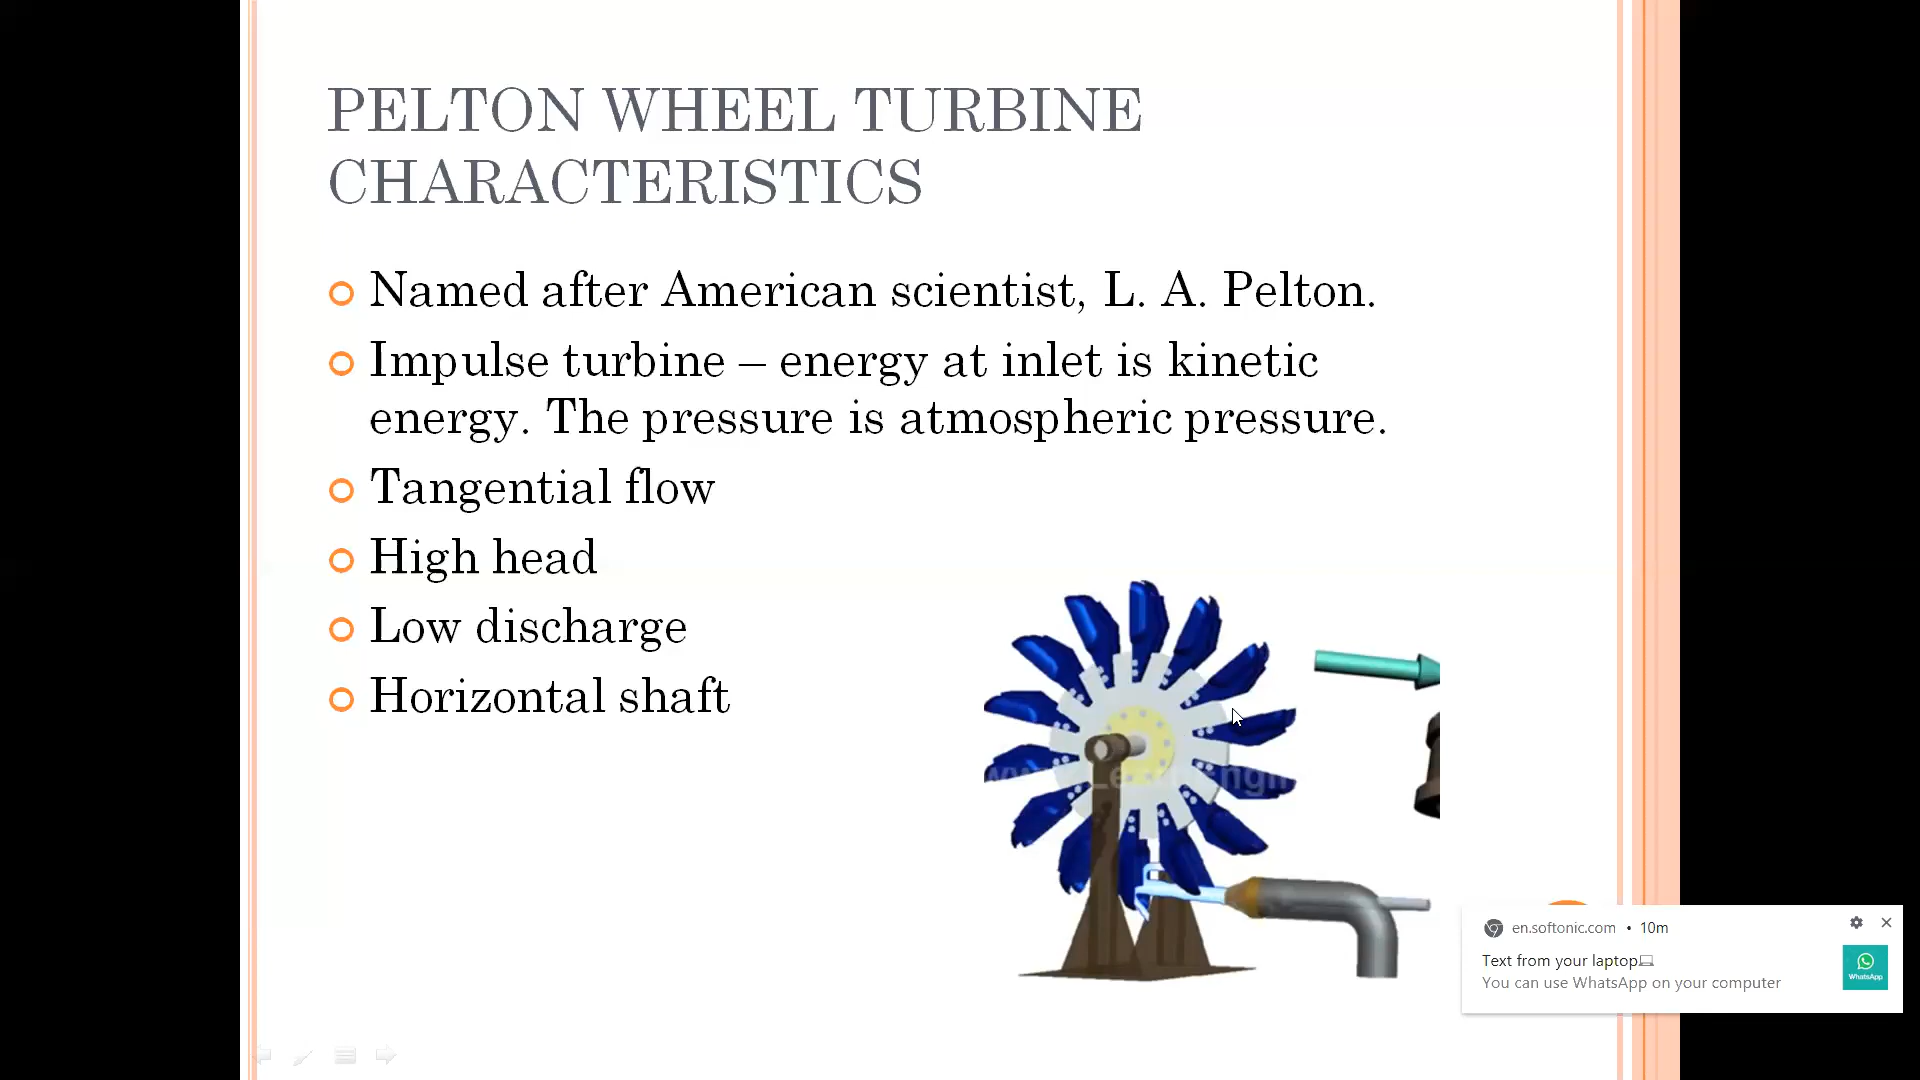 PELTON WHEEL TURBINE
CHARACTERISTICS
Named after American scientist, L. A. Pelton.
Impulse turbine – energy at inlet is kinetic
energy. The pressure is atmospheric pressure.
Tangential flow
High head
Low discharge
Horizontal shaft
en.softonic.com • 10m
Text from your laptop💻
You can use WhatsApp on your computer
WhatsApp